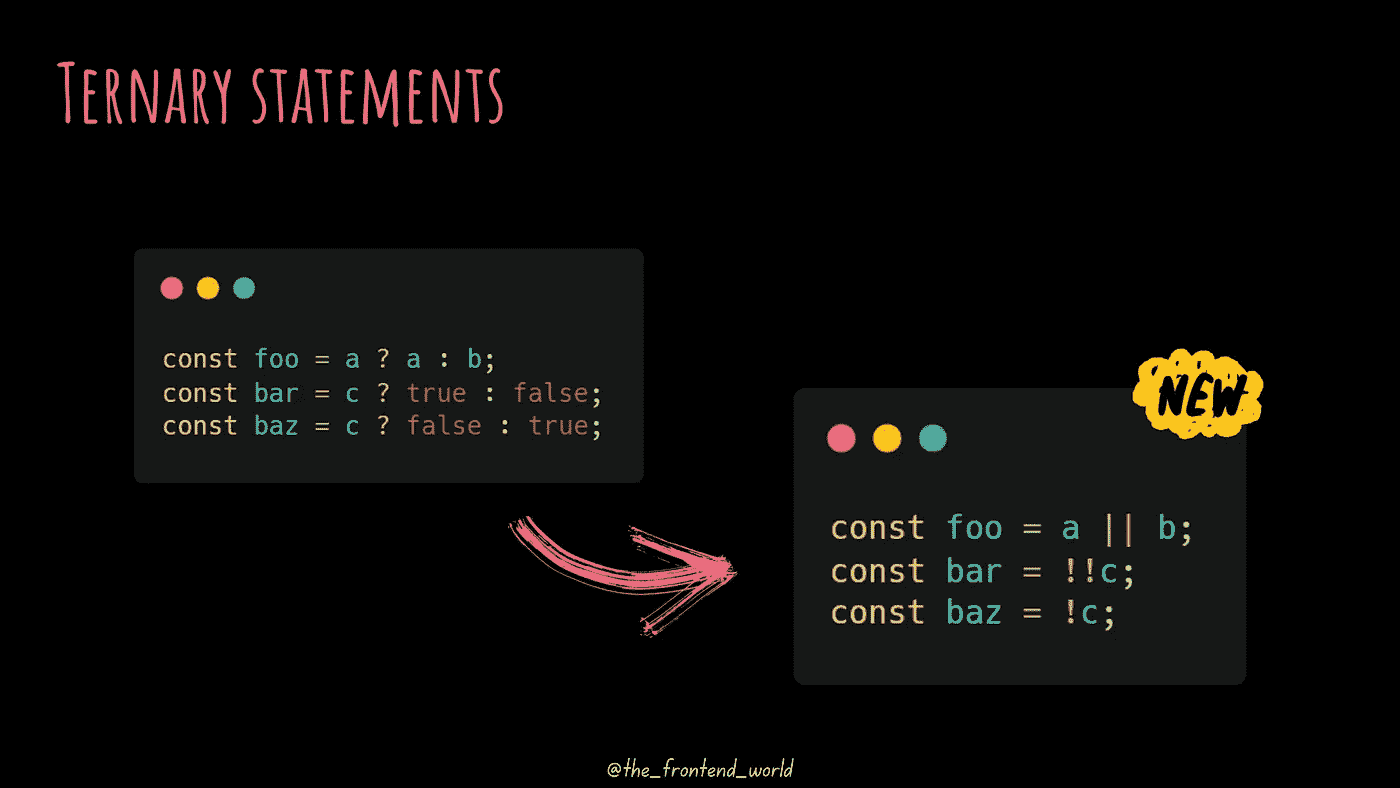 Ternary statements
const foo = a ? a : b;
const bar = c ? true : false;
const baz = c ? false : true;
NEW
const foo = a || b;
const bar = !!c;
const baz = !c;
@the_frontend_world